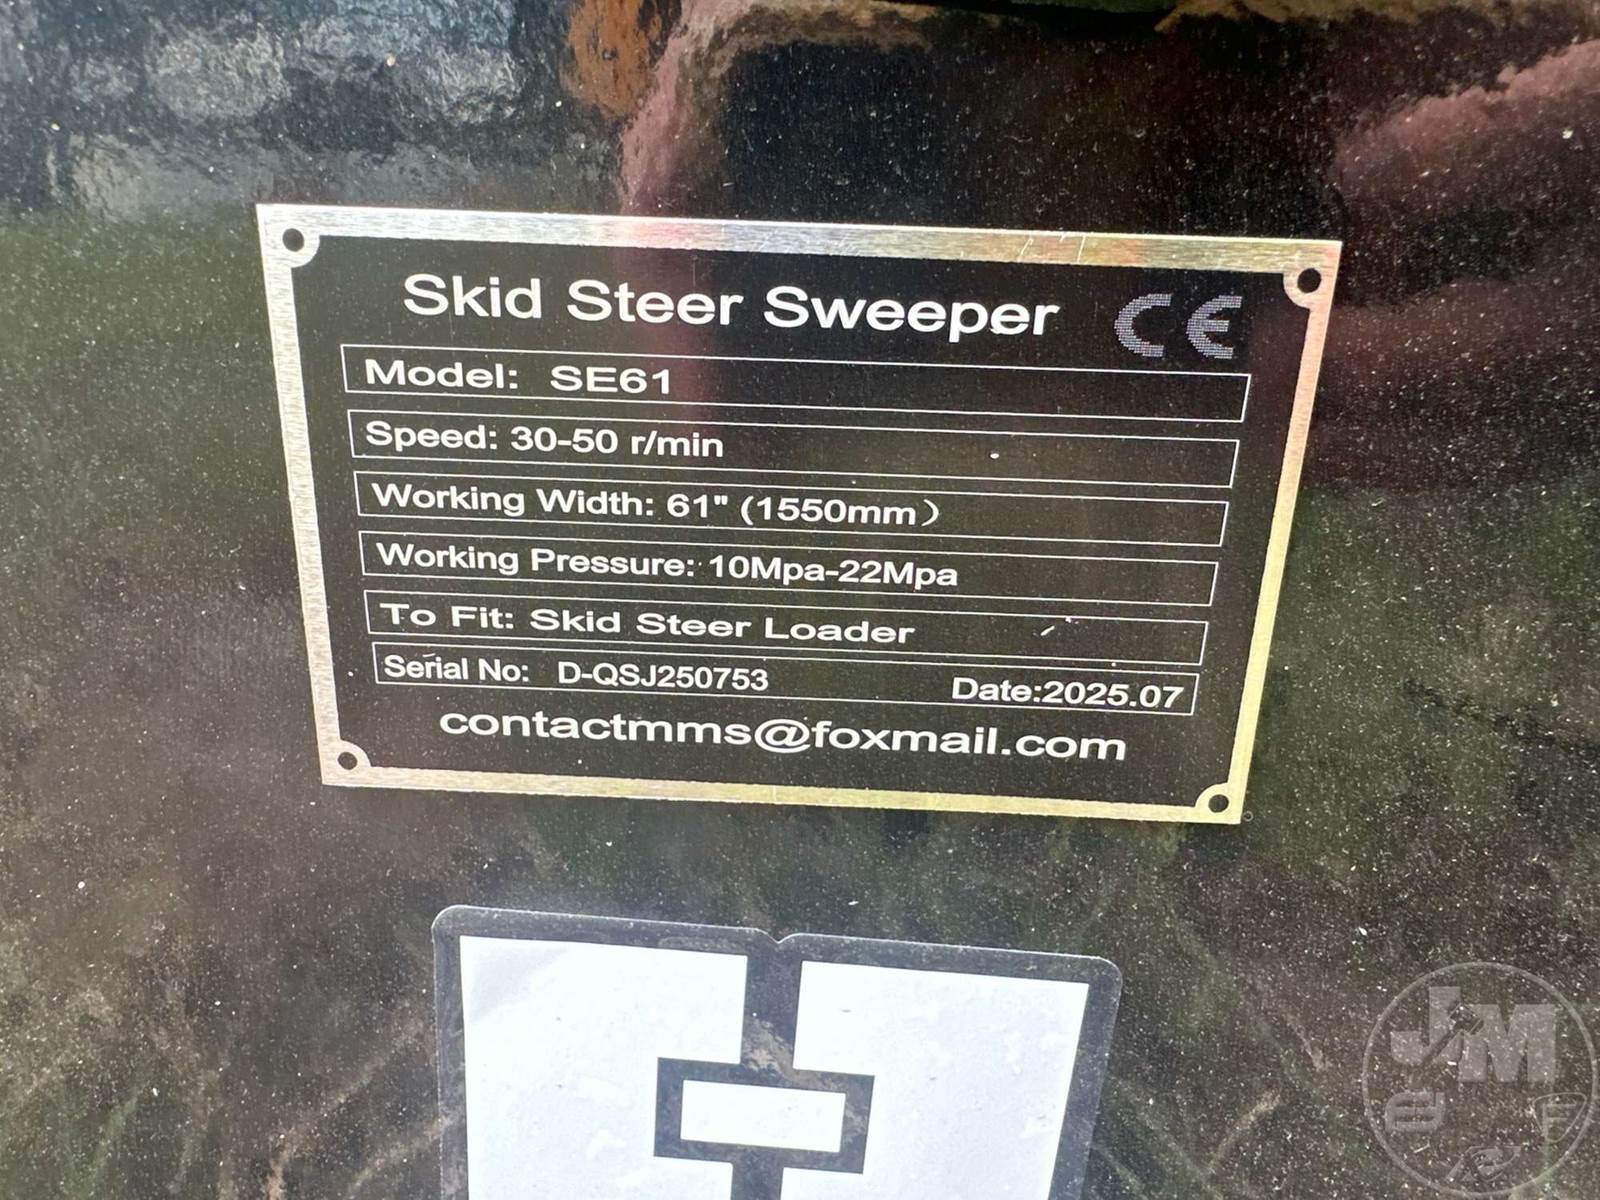 Skid Steer Sweeper CE
Model: SE61
Speed: 30-50 r/min
Working Width: 61" (1550mm）
Working Pressure: 10Mpa-22Mpa
To Fit: Skid Steer Loader
Serial No: D-QSJ250753 Date:2025.07
contactmms@foxmail.com
JM